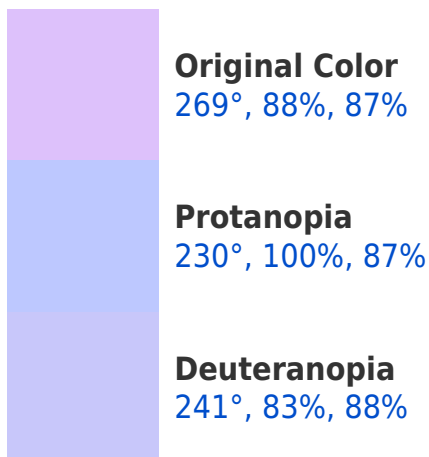 Original Color
269°, 88%, 87%
Protanopia
230°, 100%, 87%
Deuteranopia
241°, 83%, 88%